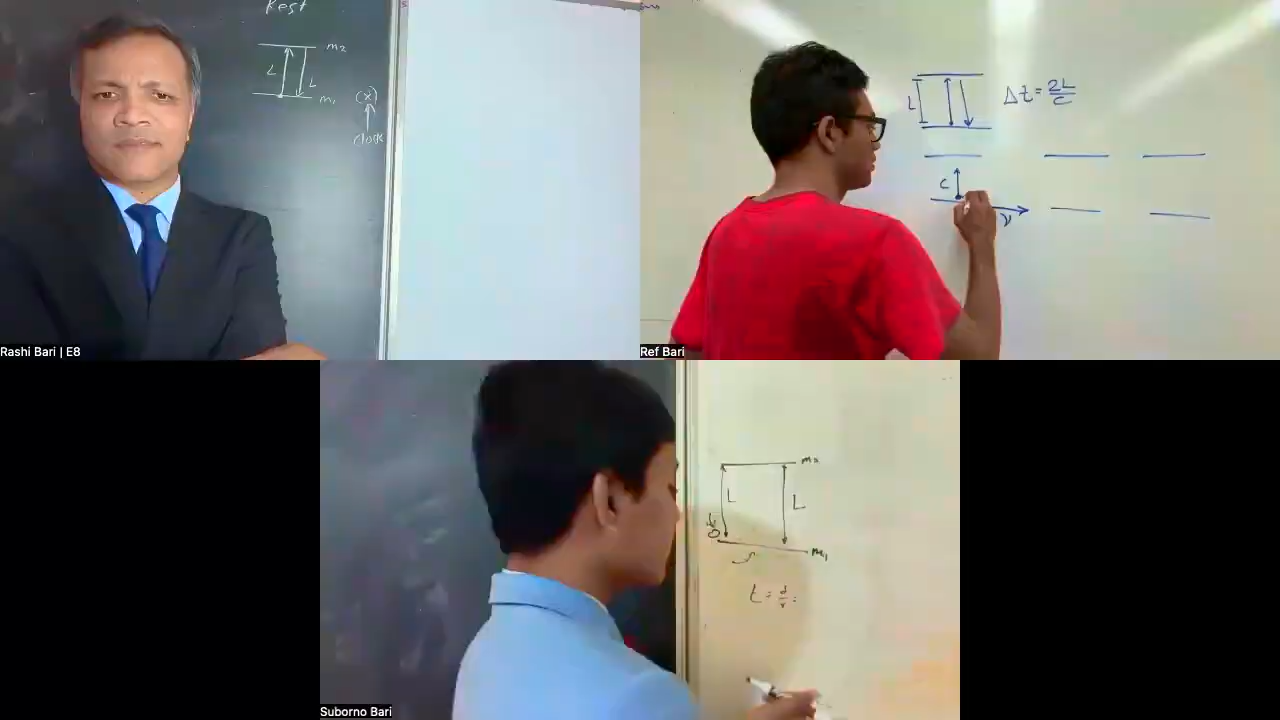 Rest
m2
L
L
m1
(x)
clock
Rashi Bari | E8
L
Δt = 2L/c
c
v
Ref Bari
m2
L
L
m1
t = d/v =
Suborno Bari